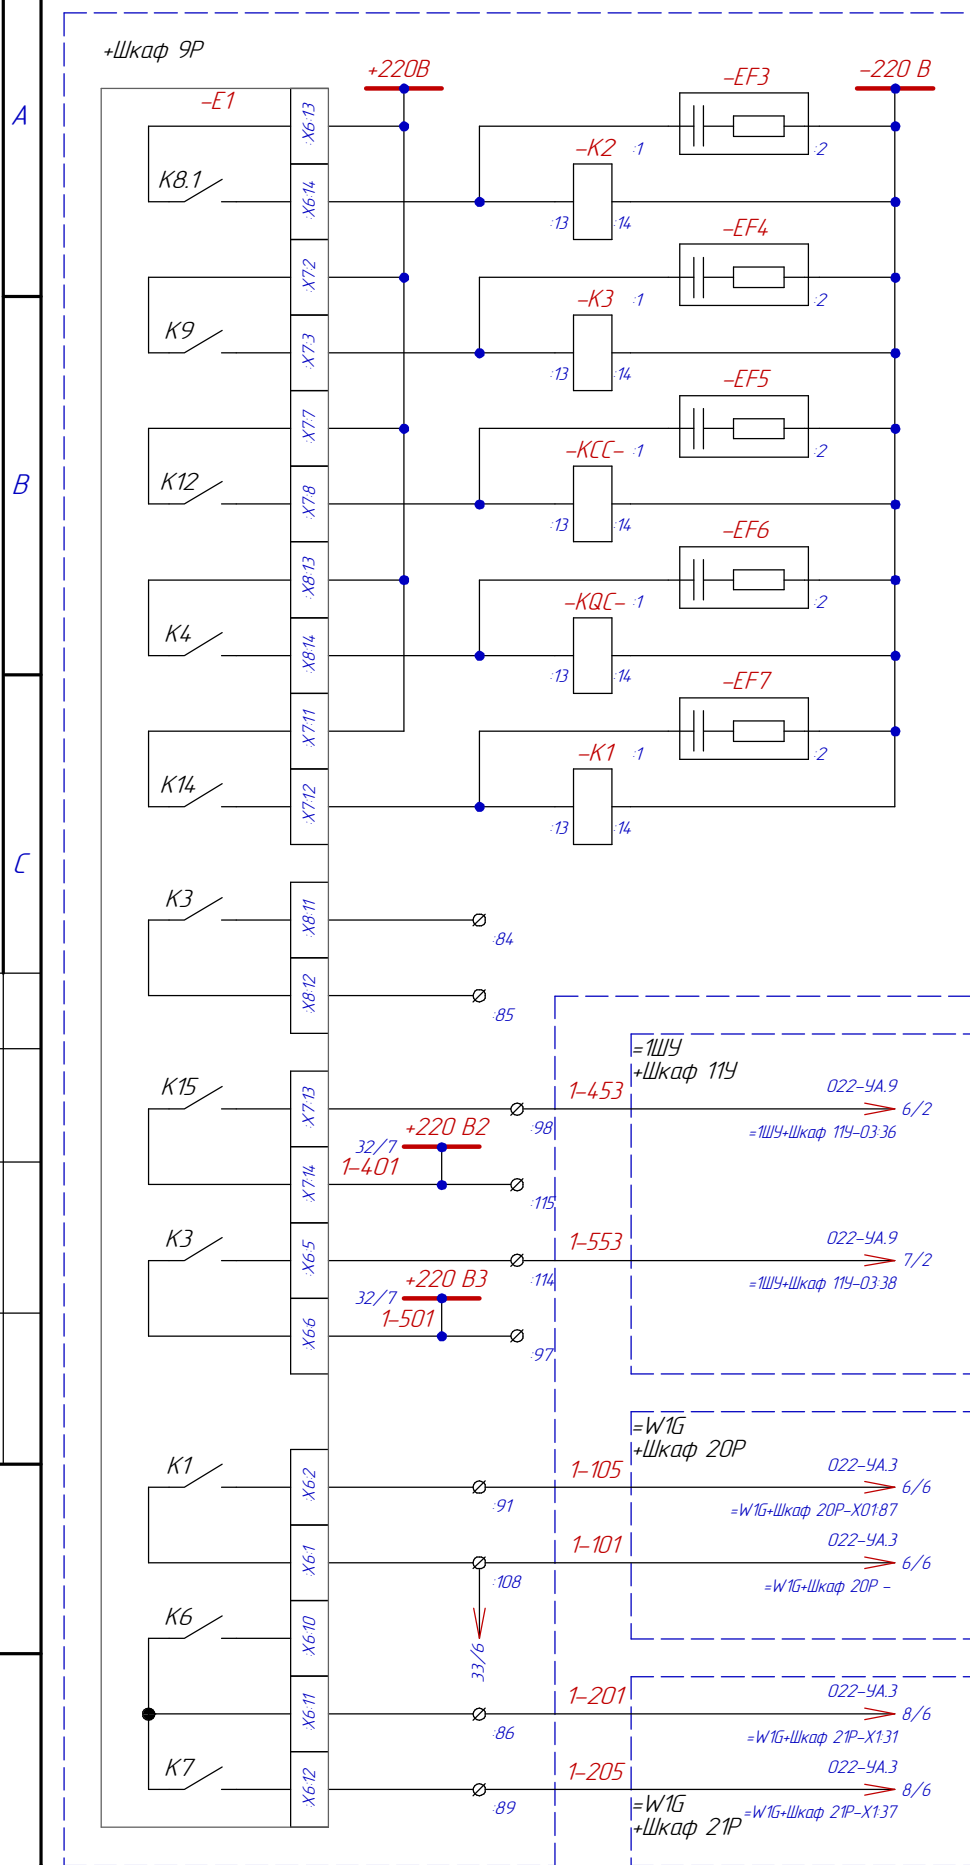 +Шкаф 9Р
A
B
C
-E1
+220В
-220 В
:X6:13
K8.1
:X6:14
-EF3
:1
:2
-K2
:13
:14
:X7:2
K9
:X7:3
-EF4
:1
:2
-K3
:13
:14
:X7:7
K12
:X7:8
-EF5
:1
:2
-KCC-
:13
:14
:X8:13
K4
:X8:14
-EF6
:1
:2
-KQC-
:13
:14
:X7:11
K14
:X7:12
-EF7
:1
:2
-K1
:13
:14
K3
:X8:11
:84
:X8:12
:85
=1ШУ
+Шкаф 11У
K15
:X7:13
:98
1-453
022-УА.9
6/2
=1ШУ+Шкаф 11У-03:36
+220 В2
32/7
1-401
:X7:14
:115
K3
:X6:5
:114
1-553
022-УА.9
7/2
=1ШУ+Шкаф 11У-03:38
+220 В3
32/7
1-501
:X6:6
:97
=W1G
+Шкаф 20Р
K1
:X6:2
:91
1-105
022-УА.3
6/6
=W1G+Шкаф 20Р-X01:87
:X6:1
:108
1-101
022-УА.3
6/6
=W1G+Шкаф 20Р -
33/6
K6
:X6:10
:X6:11
:86
1-201
022-УА.3
8/6
=W1G+Шкаф 21Р-X1:31
K7
:X6:12
:89
1-205
022-УА.3
8/6
=W1G+Шкаф 21Р-X1:37
=W1G
+Шкаф 21Р